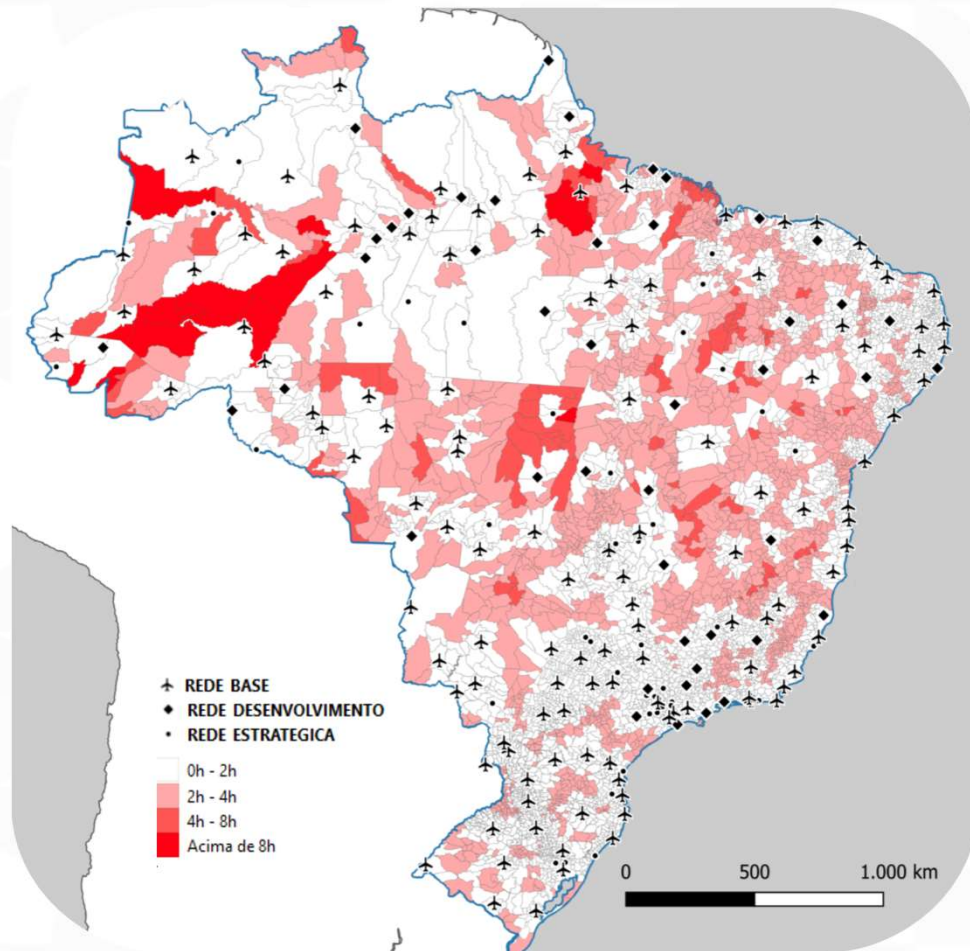 REDE BASE
REDE DESENVOLVIMENTO
REDE ESTRATEGICA
0h - 2h
2h - 4h
4h - 8h
Acima de 8h
0 500 1.000 km